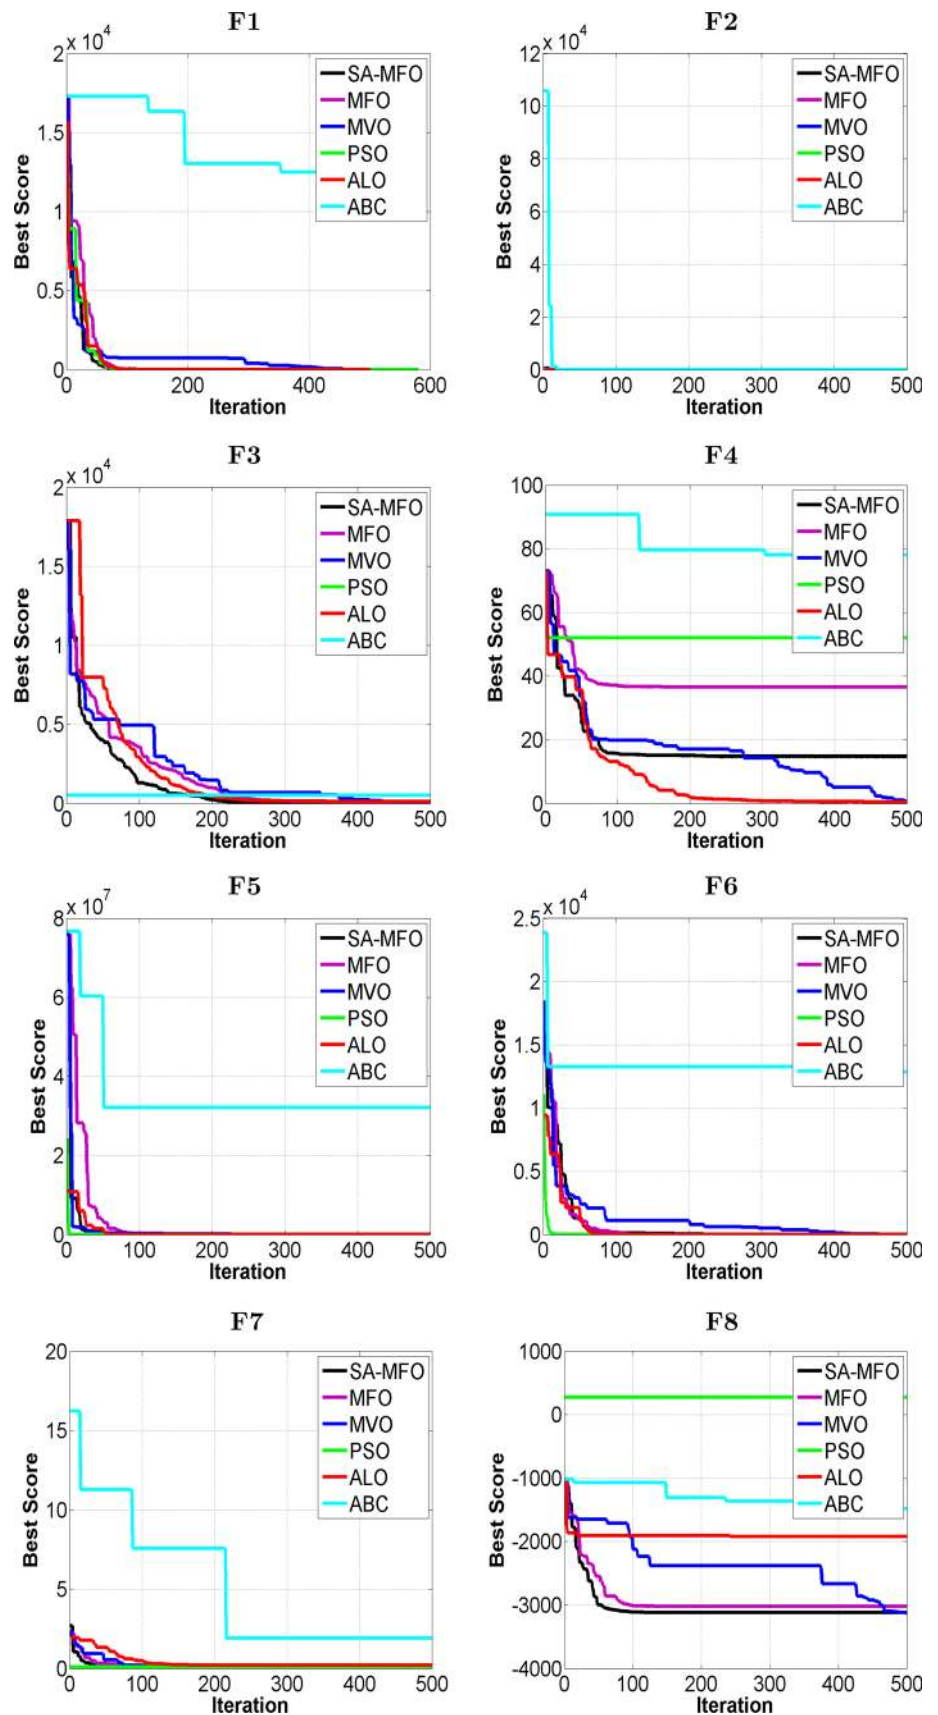 F1
2 x 10^4
1.5
1
0.5
0
0 200 400 600
Best Score
Iteration
SA-MFO
MFO
MVO
PSO
ALO
ABC
F2
12 x 10^4
10
8
6
4
2
0
0 100 200 300 400 500
Best Score
Iteration
SA-MFO
MFO
MVO
PSO
ALO
ABC
F3
2 x 10^4
1.5
1
0.5
0
0 100 200 300 400 500
Best Score
Iteration
SA-MFO
MFO
MVO
PSO
ALO
ABC
F4
100
80
60
40
20
0
0 100 200 300 400 500
Best Score
Iteration
SA-MFO
MFO
MVO
PSO
ALO
ABC
F5
8 x 10^7
6
4
2
0
0 100 200 300 400 500
Best Score
Iteration
SA-MFO
MFO
MVO
PSO
ALO
ABC
F6
2.5 x 10^4
2
1.5
1
0.5
0
0 100 200 300 400 500
Best Score
Iteration
SA-MFO
MFO
MVO
PSO
ALO
ABC
F7
20
15
10
5
0
0 100 200 300 400 500
Best Score
Iteration
SA-MFO
MFO
MVO
PSO
ALO
ABC
F8
1000
0
-1000
-2000
-3000
-4000
0 100 200 300 400 500
Best Score
Iteration
SA-MFO
MFO
MVO
PSO
ALO
ABC